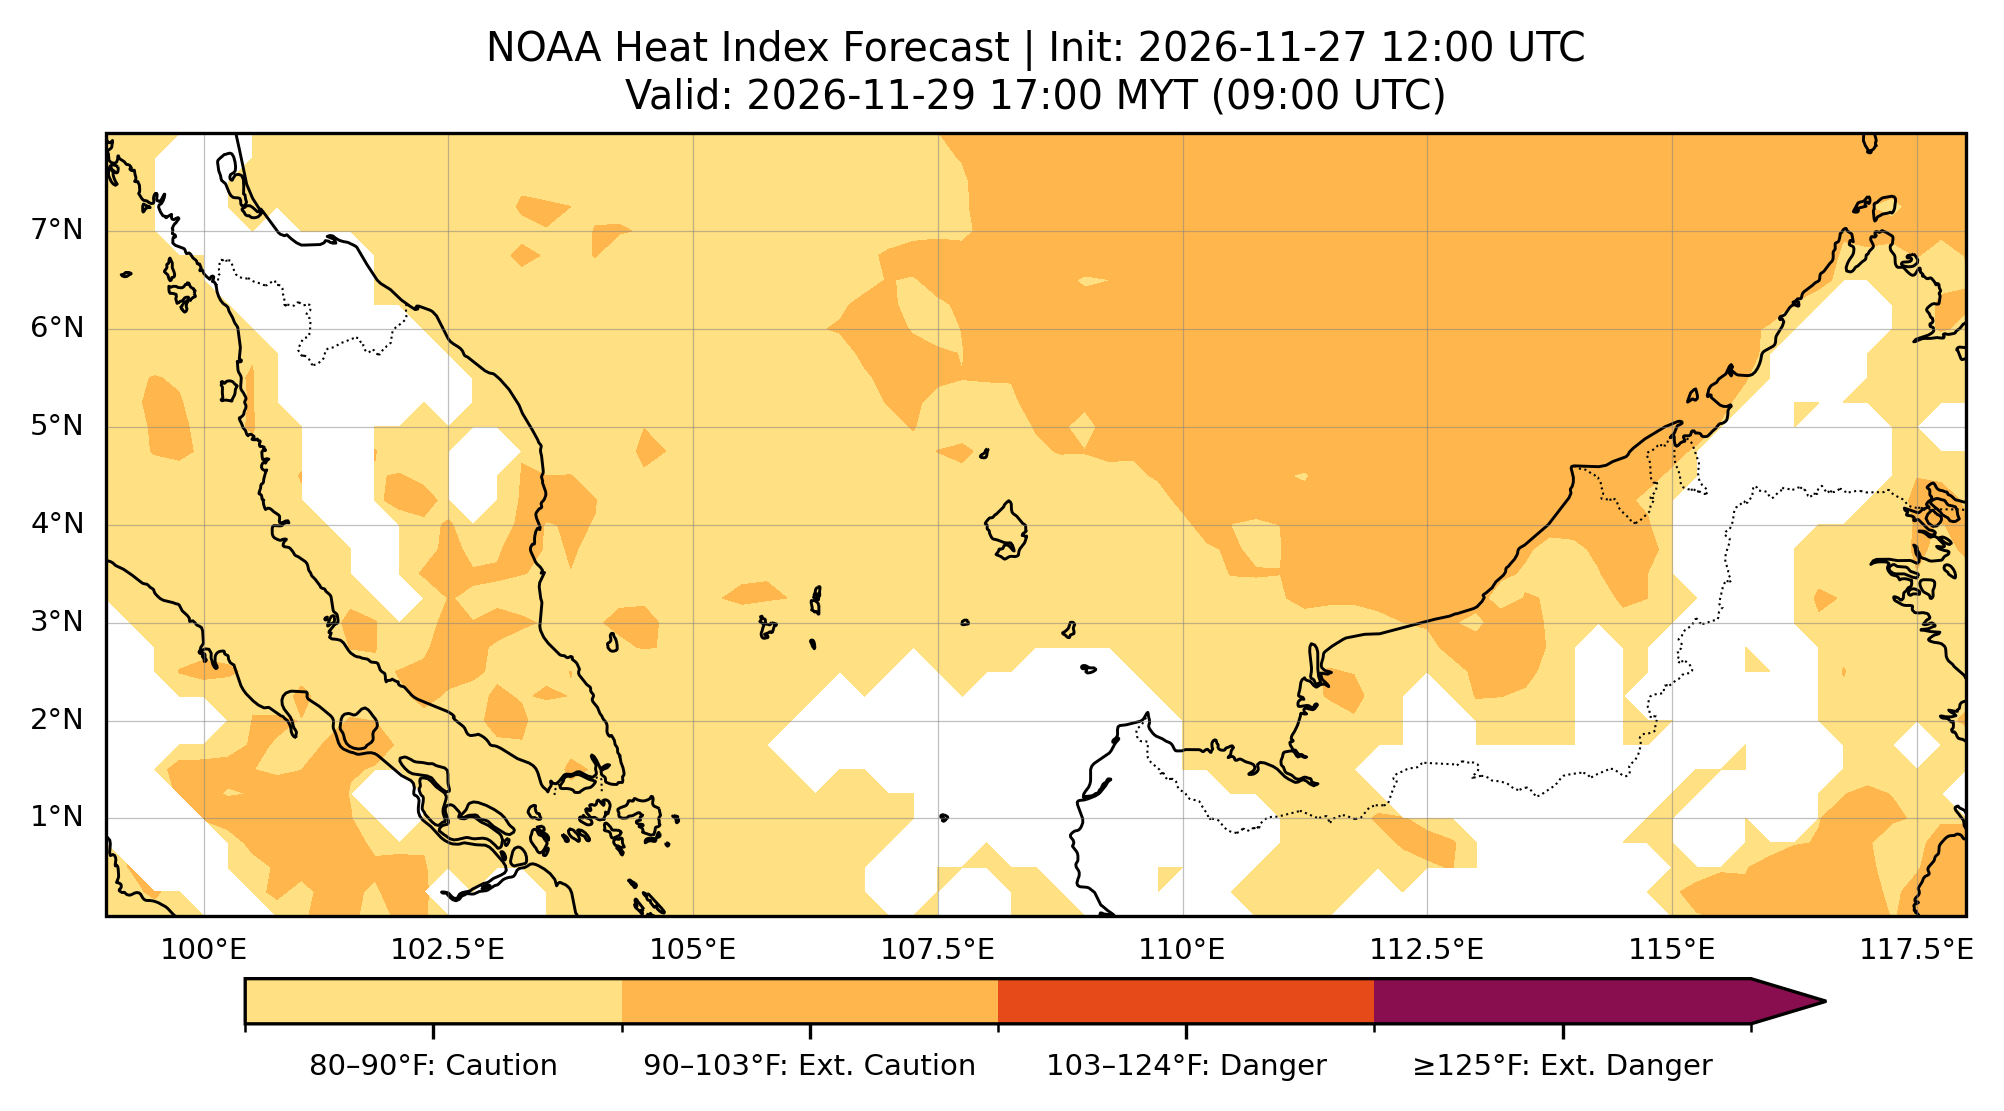 NOAA Heat Index Forecast | Init: 2026-11-27 12:00 UTC
Valid: 2026-11-29 17:00 MYT (09:00 UTC)
7°N
6°N
5°N
4°N
3°N
2°N
1°N
100°E 102.5°E 105°E 107.5°E 110°E 112.5°E 115°E 117.5°E
80–90°F: Caution 90–103°F: Ext. Caution 103–124°F: Danger ≥125°F: Ext. Danger